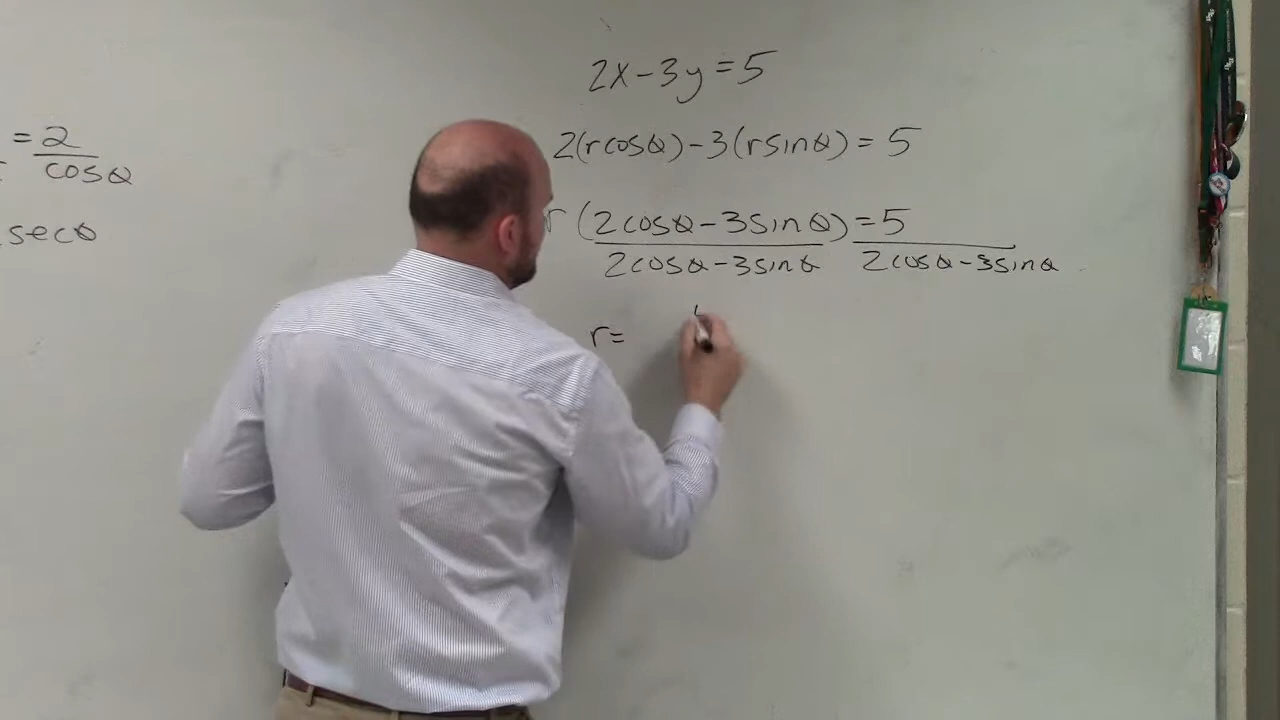 = 2
cosθ
secθ
2x-3y=5
2(rcosθ)-3(rsinθ)=5
r(2cosθ-3sinθ)=5
2cosθ-3sinθ 2cosθ-3sinθ
r=